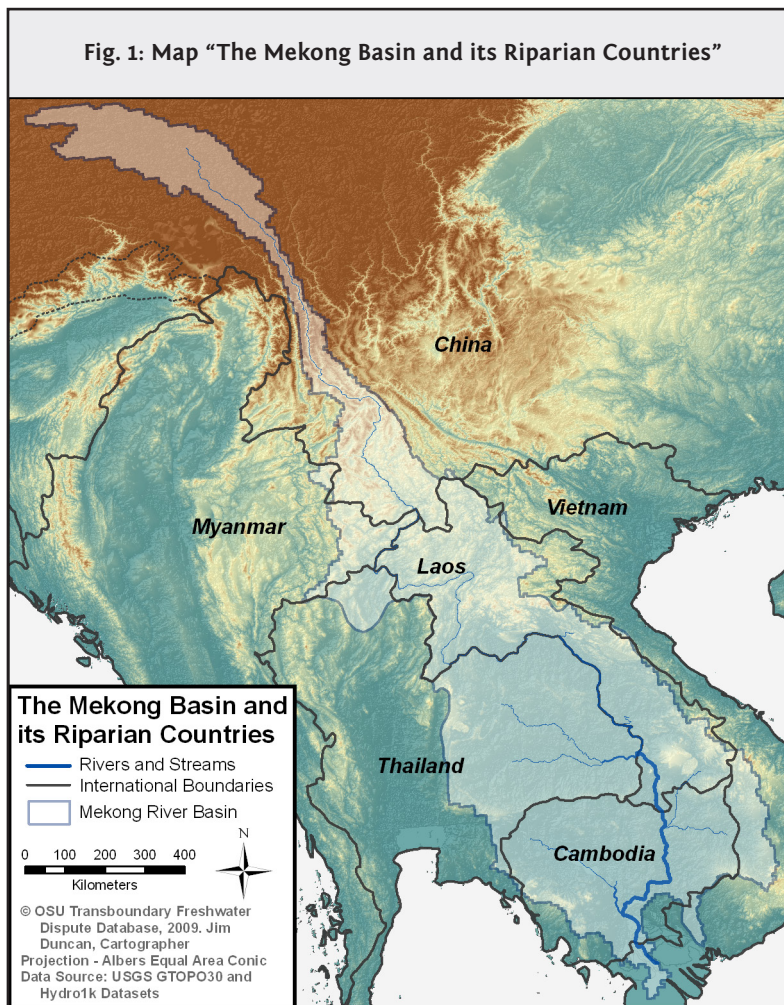 Fig. 1: Map “The Mekong Basin and its Riparian Countries”
China
Myanmar
Vietnam
Laos
Thailand
Cambodia
The Mekong Basin and
its Riparian Countries
Rivers and Streams
International Boundaries
Mekong River Basin
N
0 100 200 300 400
Kilometers
© OSU Transboundary Freshwater
Dispute Database, 2009. Jim
Duncan, Cartographer
Projection - Albers Equal Area Conic
Data Source: USGS GTOPO30 and
Hydro1k Datasets